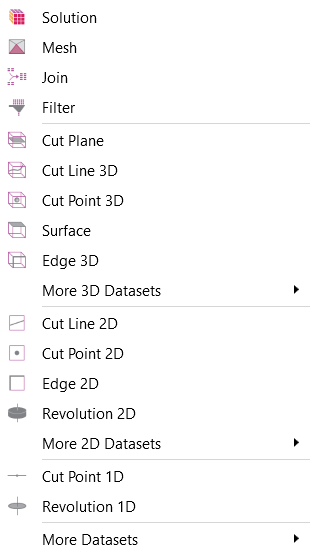 Solution
Mesh
Join
Filter
Cut Plane
Cut Line 3D
Cut Point 3D
Surface
Edge 3D
More 3D Datasets
Cut Line 2D
Cut Point 2D
Edge 2D
Revolution 2D
More 2D Datasets
Cut Point 1D
Revolution 1D
More Datasets